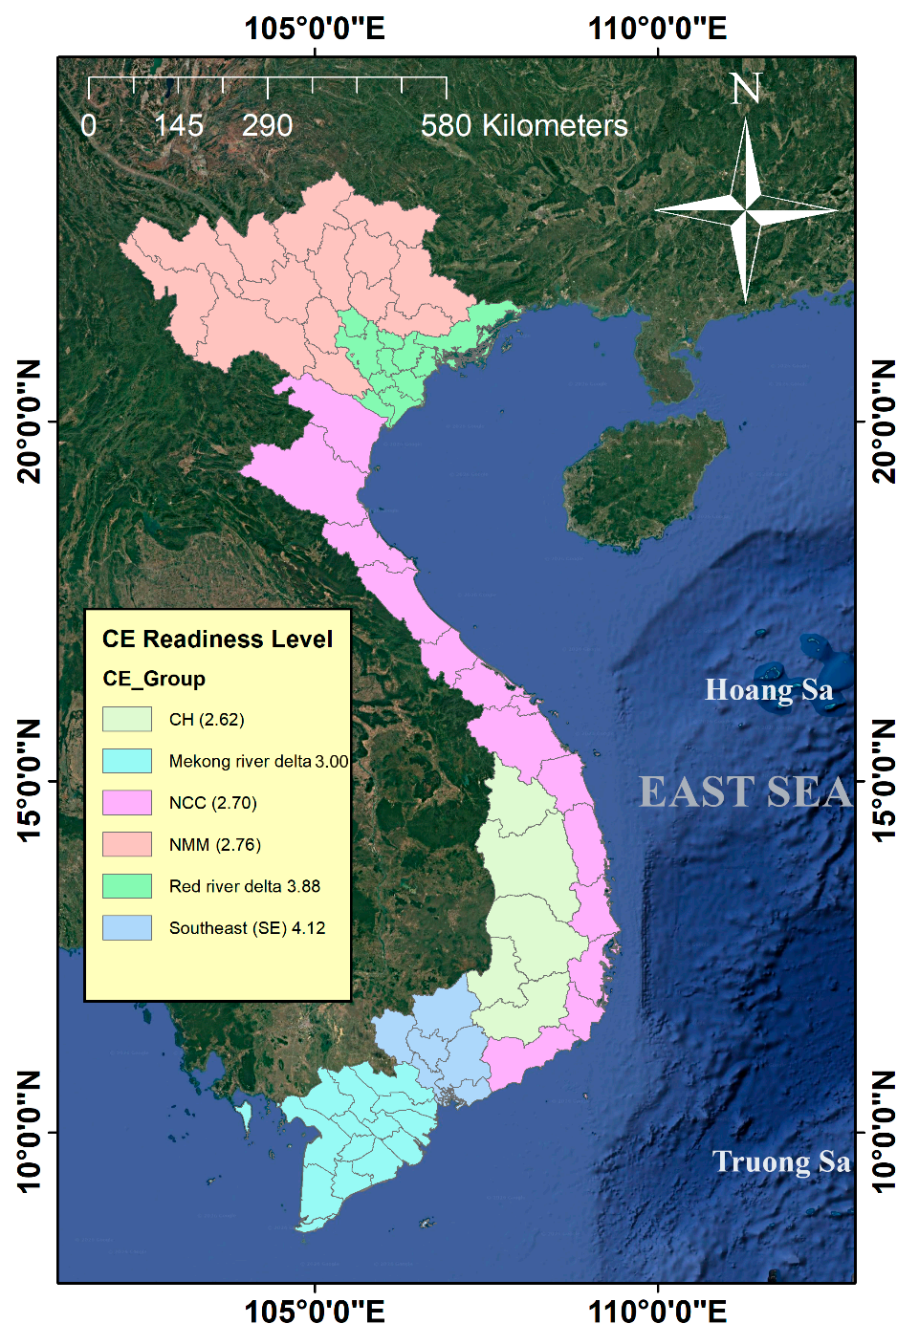 105°0'0"E 110°0'0"E
N
0 145 290 580 Kilometers
20°0'0"N 20°0'0"N
CE Readiness Level
CE_Group
CH (2.62)
Mekong river delta 3.00
NCC (2.70)
NMM (2.76)
Red river delta 3.88
Southeast (SE) 4.12
Hoang Sa
EAST SEA
15°0'0"N 15°0'0"N
10°0'0"N 10°0'0"N
Truong Sa
105°0'0"E 110°0'0"E